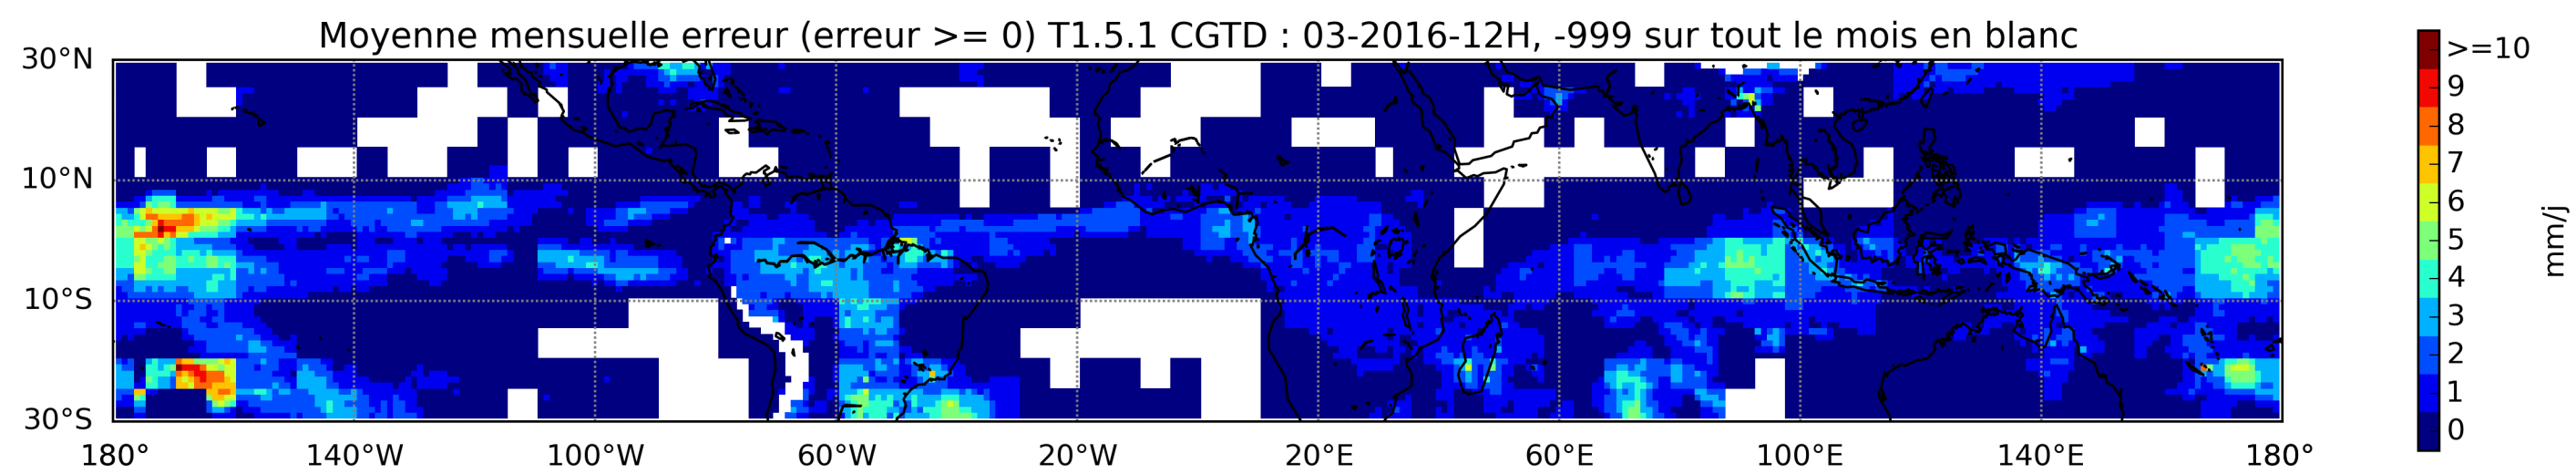 Moyenne mensuelle erreur (erreur >= 0) T1.5.1 CGTD : 03-2016-12H, -999 sur tout le mois en blanc
30°N
10°N
10°S
30°S
180° 140°W 100°W 60°W 20°W 20°E 60°E 100°E 140°E 180°
>=10
9
8
7
6
5
4
3
2
1
0
mm/j